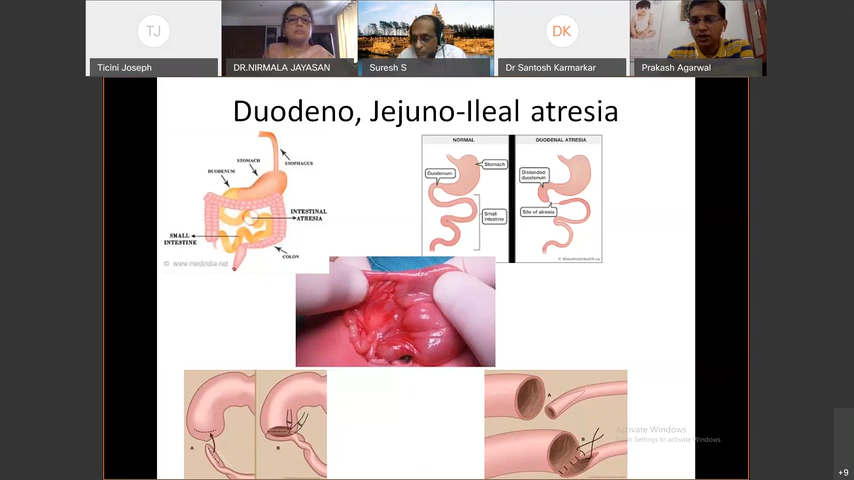 TJ
DK
Ticini Joseph
DR.NIRMALA JAYASAN
Suresh S
Dr Santosh Karmarkar
Prakash Agarwal
Duodeno, Jejuno-Ileal atresia
STOMACH
ESOPHAGUS
DUODENUM
INTESTINAL
ATRESIA
SMALL
INTESTINE
COLON
© www.medindia.net
NORMAL
DUODENAL ATRESIA
Stomach
Duodenum
Small
intestine
Distended
duodenum
Site of atresia
A
B
A
B
Activate Windows
Go to Settings to activate Windows.
+9